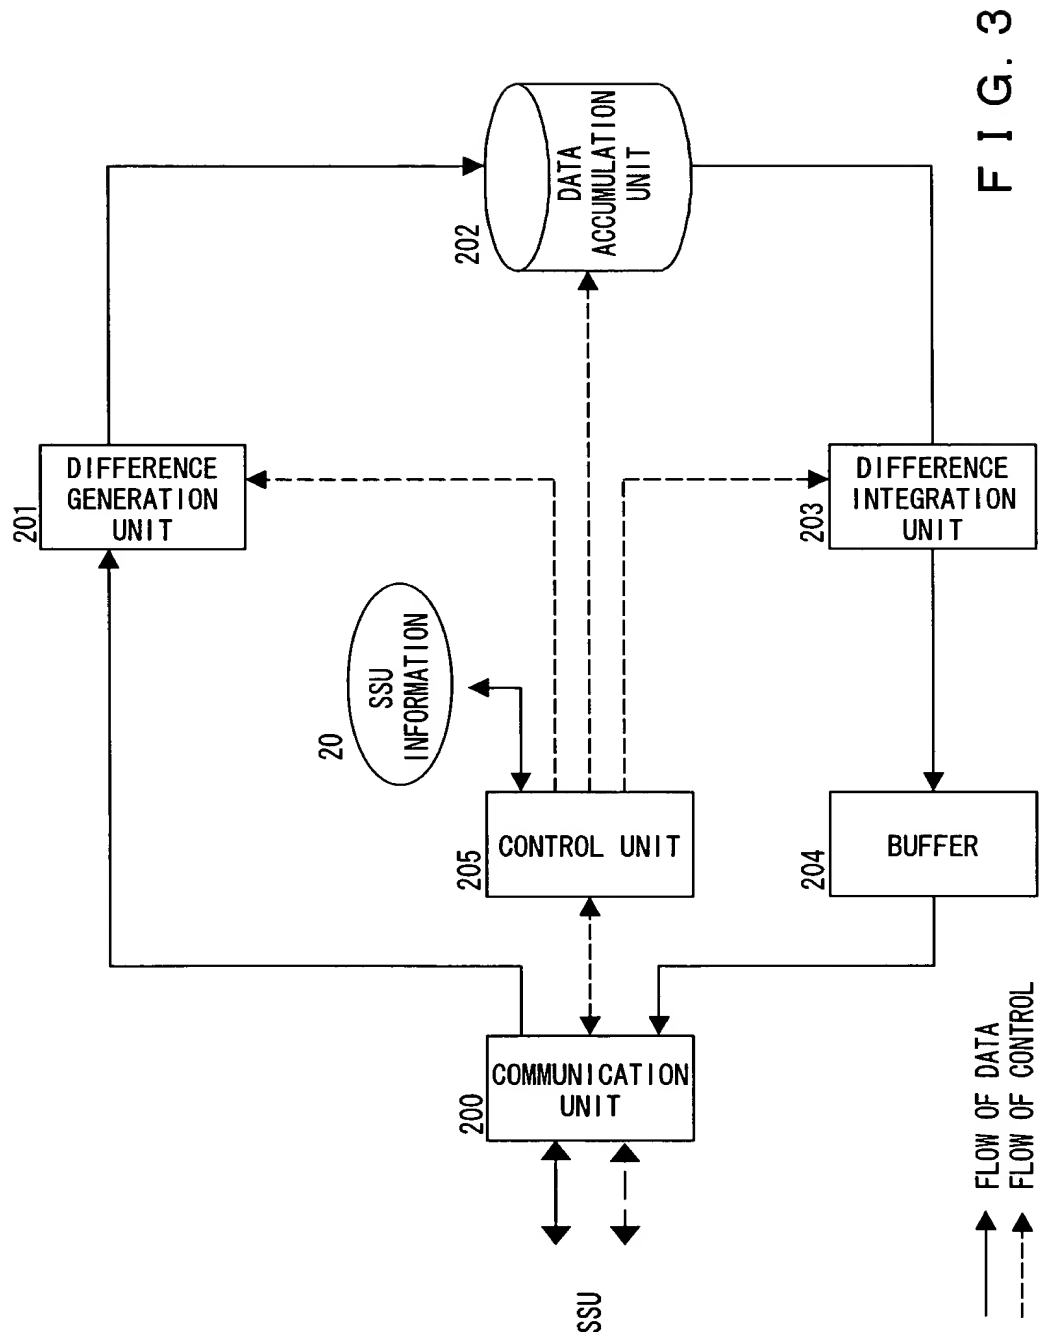 201
DIFFERENCE
GENERATION
UNIT
20
SSU
INFORMATION
SSU
200
COMMUNICATION
UNIT
205
CONTROL UNIT
202
DATA
ACCUMULATION
UNIT
204
BUFFER
203
DIFFERENCE
INTEGRATION
UNIT
FLOW OF DATA
FLOW OF CONTROL
FIG. 3